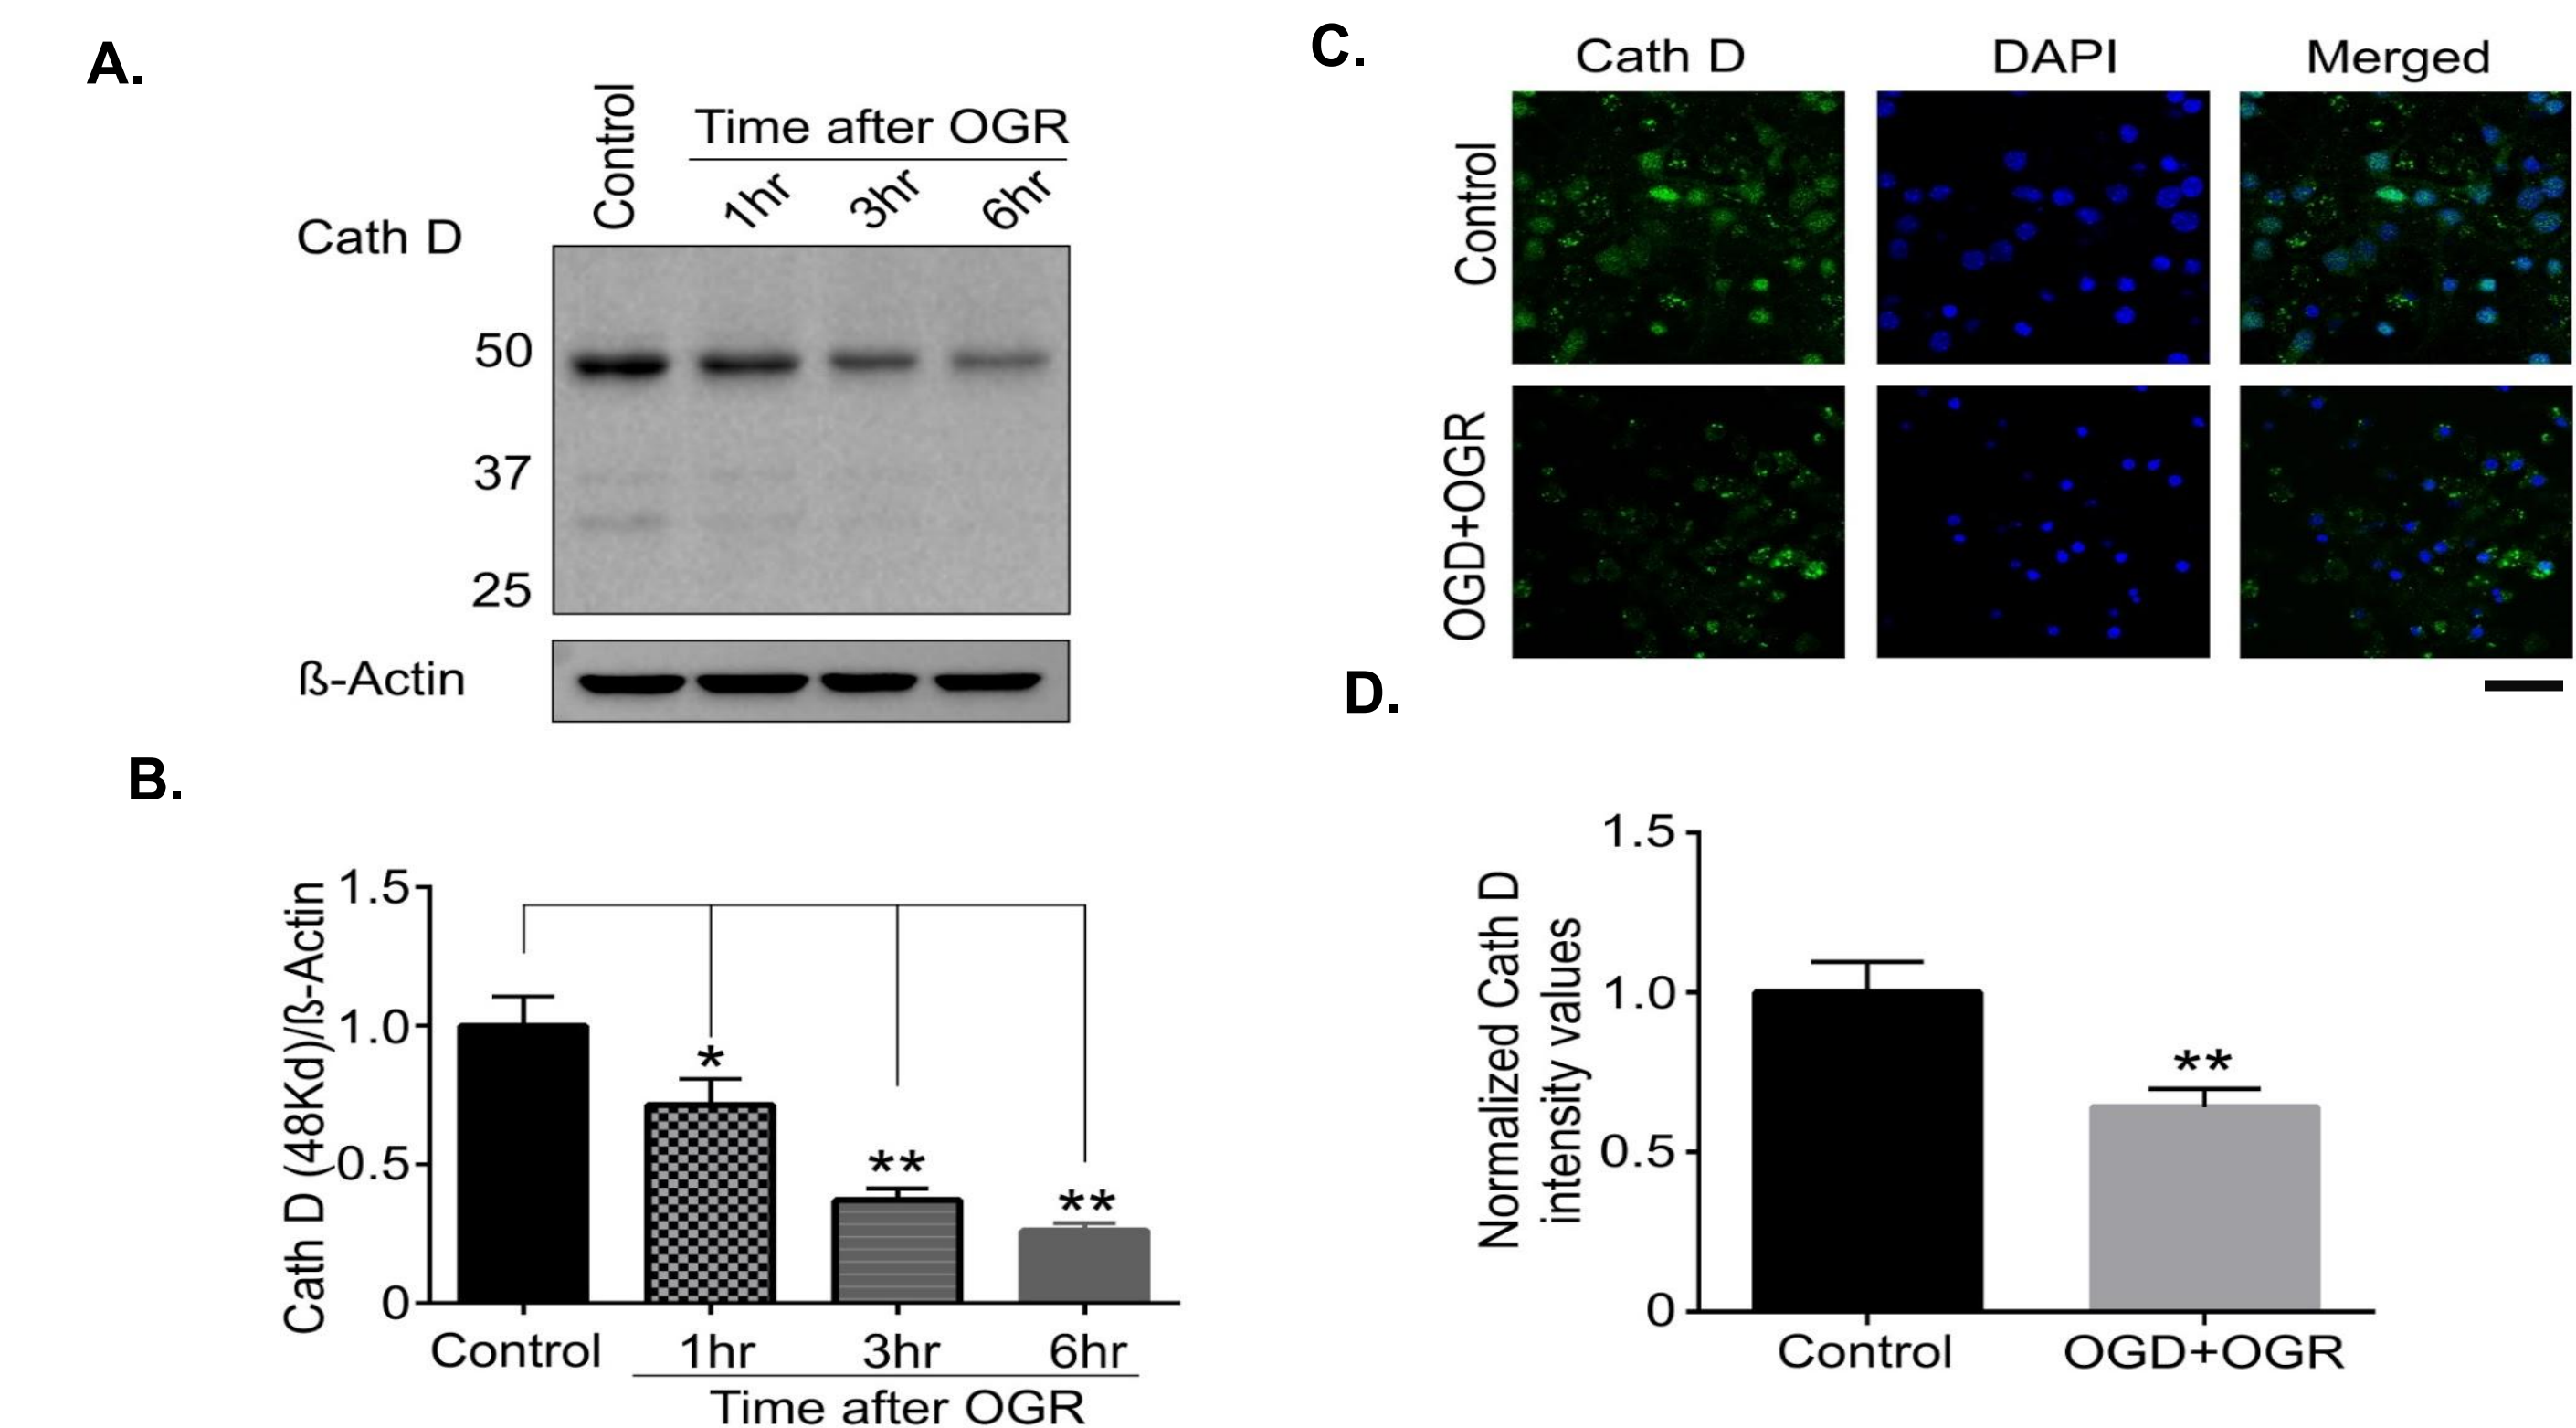 A.
Control
Time after OGR
1hr 3hr 6hr
Cath D
50
37
25
ß-Actin
B.
Cath D (48Kd)/ß-Actin
1.5
1.0
0.5
0
*
**
**
Control 1hr 3hr 6hr
Time after OGR
C.
Cath D DAPI Merged
Control
OGD+OGR
D.
Normalized Cath D
intensity values
1.5
1.0
0.5
0
**
Control OGD+OGR